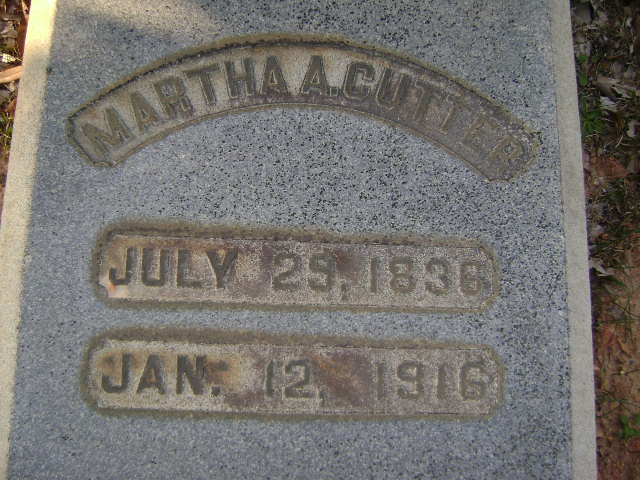 MARTHA A. CUTTER
JULY 29, 1836
JAN. 12, 1916